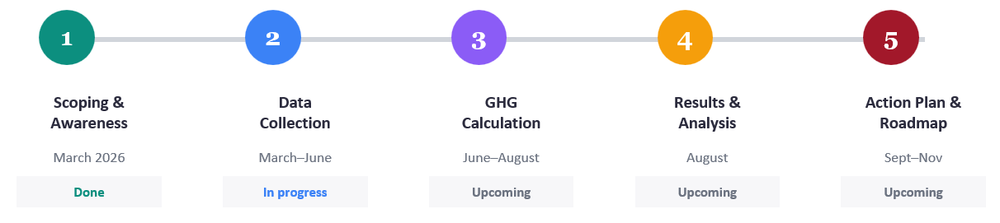 1
2
3
4
5
Scoping &
Awareness
March 2026
Done
Data
Collection
March–June
In progress
GHG
Calculation
June–August
Upcoming
Results &
Analysis
August
Upcoming
Action Plan &
Roadmap
Sept–Nov
Upcoming